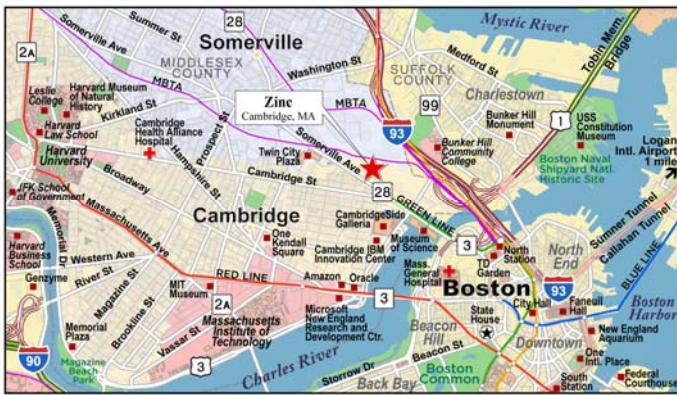 Mystic River
Summer St
28
Somerville Ave
Somerville
2A
MIDDLESEX
COUNTY
Washington St
SUFFOLK
COUNTY
Medford St
Tobin Mem.
Bridge
Leslie
College
Harvard Museum
of Natural
History
MBTA
Zinc
Cambridge, MA
MBTA
99
Charlestown
1
Kirkland St
Prospect St
93
Bunker Hill
Monument
USS
Constitution
Museum
Harvard
Law School
Cambridge
Health Alliance
Hospital
Twin City
Plaza
Somerville Ave
Bunker Hill
Community
College
Logan
Intl. Airport
1 mile
Harvard
University
Hampshire St
Cambridge St
Boston Naval
Shipyard Natl.
Historic Site
JFK School
of Government
Broadway
28
GREEN LINE
Cambridge
CambridgeSide
Galleria
Museum
of Science
3
North
Station
North
End
Sumner Tunnel
Callahan Tunnel
Memorial Dr
Massachusetts Ave
One
Kendall
Square
Cambridge IBM
Innovation Center
TD
Garden
BLUE LINE
Harvard
Business
School
Western Ave
Mass.
General
Hospital
Genzyme
River St
RED LINE
Amazon
Oracle
Boston
93
Boston
Harbor
Magazine St
MIT
Museum
2A
3
City Hall
Faneuil
Hall
Brookline St
Massachusetts
Institute of
Technology
Microsoft
New England
Research and
Development Ctr.
State
House
New England
Aquarium
Memorial
Plaza
Vassar St
Beacon
Hill
Downtown
90
Magazine
Beach
Park
3
Charles River
Beacon St
One
Intl. Place
Storrow Dr
Back Bay
Boston
Common
South
Station
Federal
Courthouse